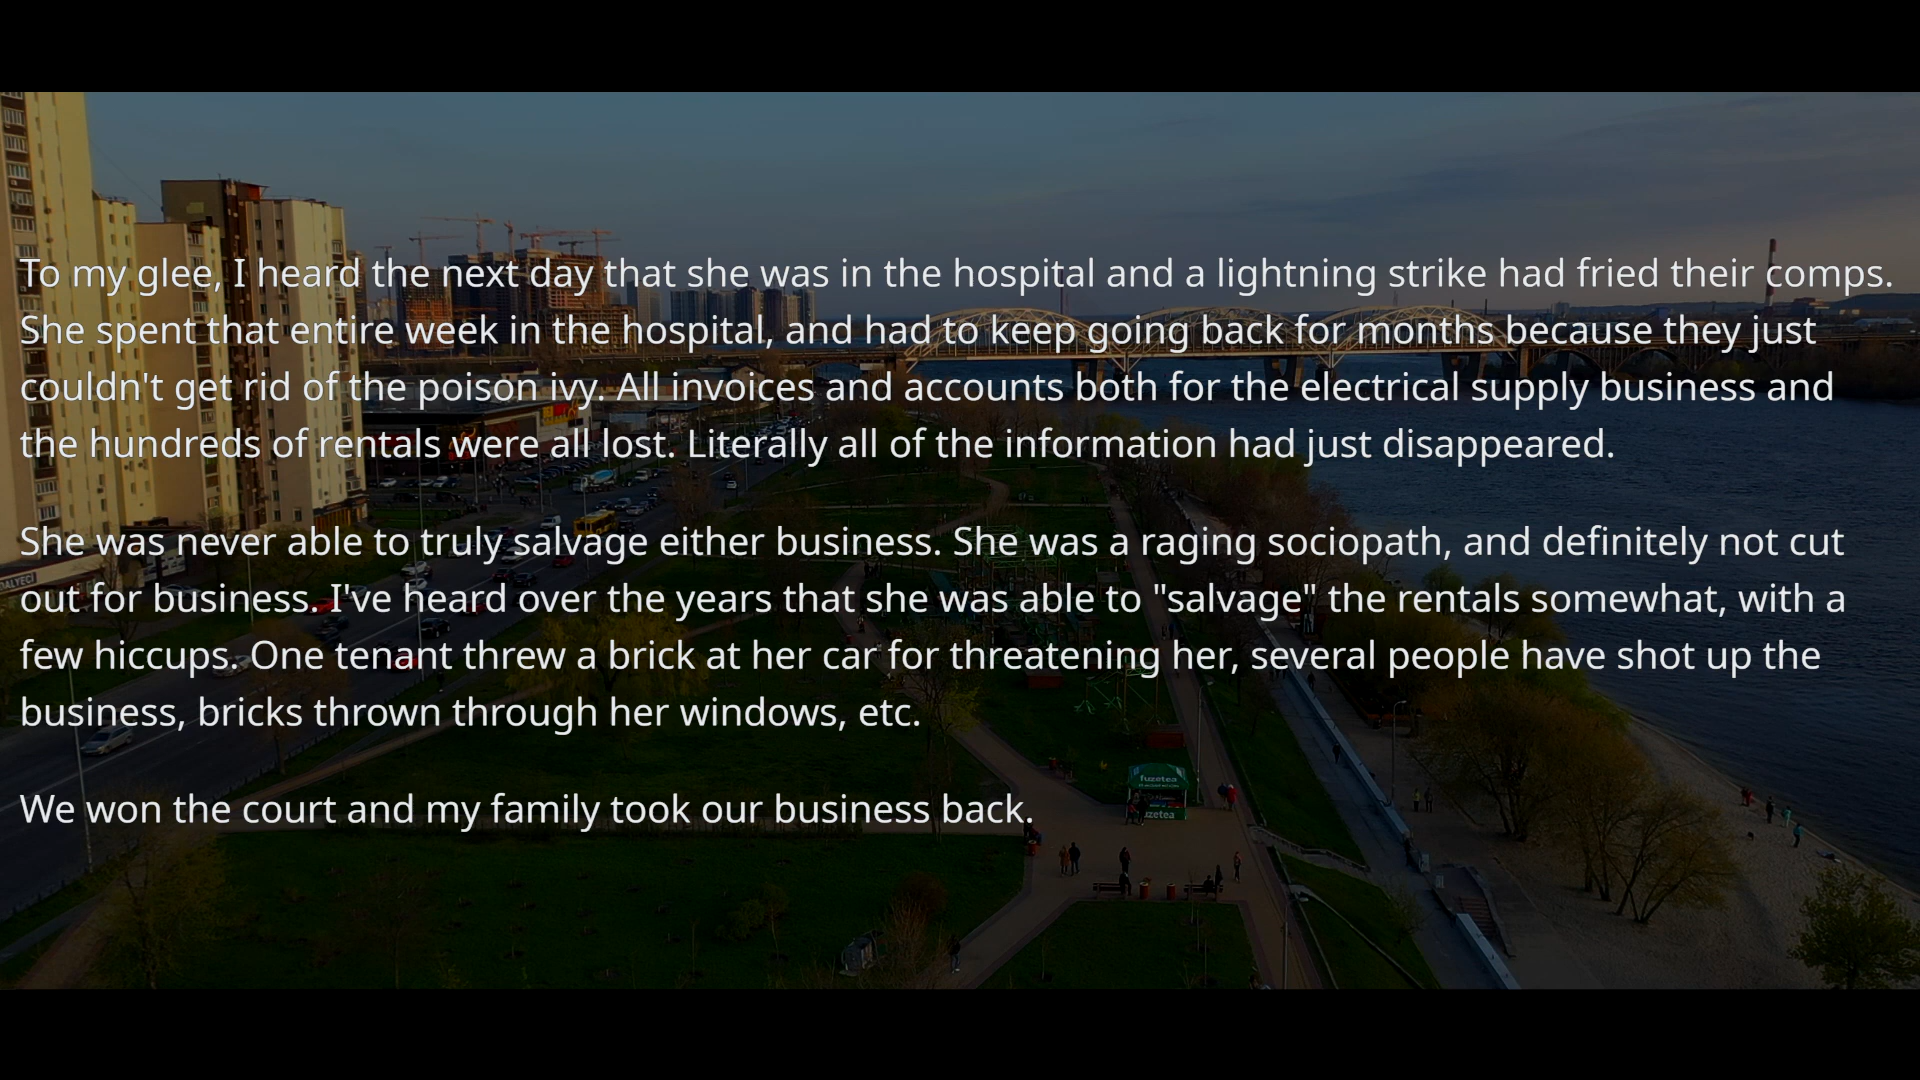 To my glee, I heard the next day that she was in the hospital and a lightning strike had fried their comps.
She spent that entire week in the hospital, and had to keep going back for months because they just
couldn't get rid of the poison ivy. All invoices and accounts both for the electrical supply business and
the hundreds of rentals were all lost. Literally all of the information had just disappeared.
She was never able to truly salvage either business. She was a raging sociopath, and definitely not cut
out for business. I've heard over the years that she was able to "salvage" the rentals somewhat, with a
few hiccups. One tenant threw a brick at her car for threatening her, several people have shot up the
business, bricks thrown through her windows, etc.
We won the court and my family took our business back.
fuzetea